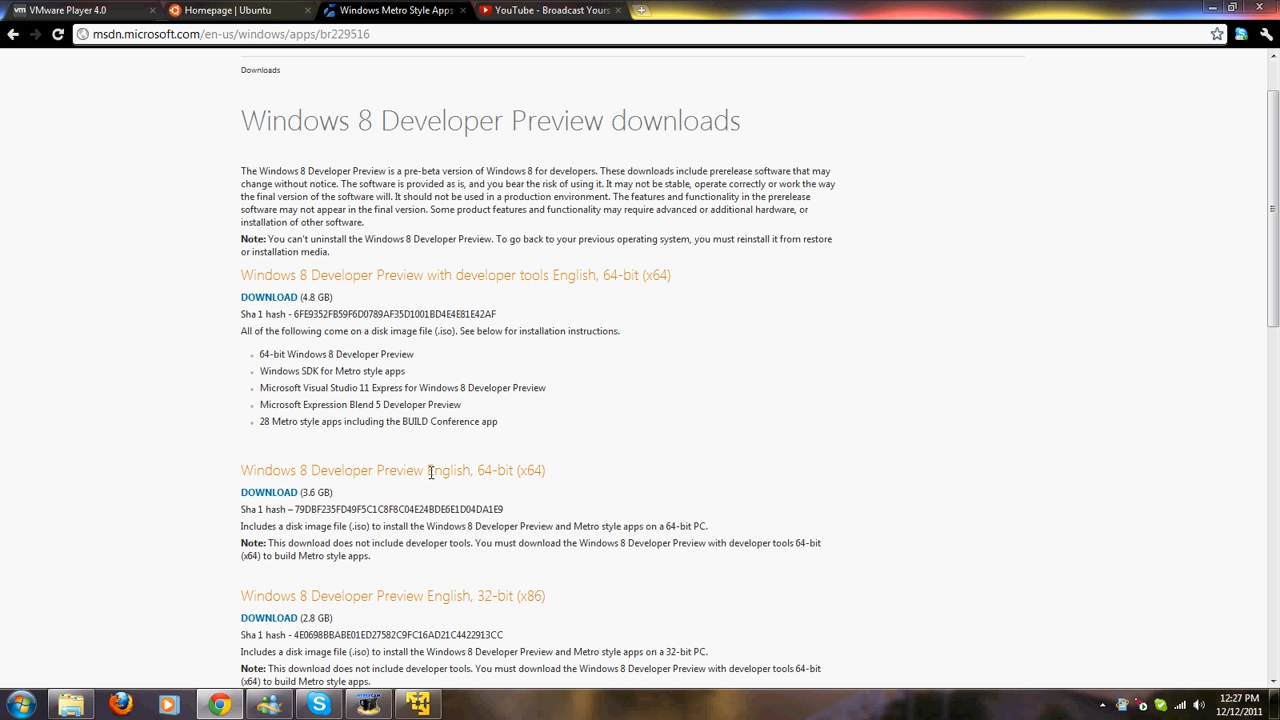 VMware Player 4.0
Homepage | Ubuntu
Windows Metro Style Apps
YouTube - Broadcast Yours
msdn.microsoft.com/en-us/windows/apps/br229516
Downloads
Windows 8 Developer Preview downloads
The Windows 8 Developer Preview is a pre-beta version of Windows 8 for developers. These downloads include prerelease software that may
change without notice. The software is provided as is, and you bear the risk of using it. It may not be stable, operate correctly or work the way
the final version of the software will. It should not be used in a production environment. The features and functionality in the prerelease
software may not appear in the final version. Some product features and functionality may require advanced or additional hardware, or
installation of other software.
Note: You can't uninstall the Windows 8 Developer Preview. To go back to your previous operating system, you must reinstall it from restore
or installation media.
Windows 8 Developer Preview with developer tools English, 64-bit (x64)
DOWNLOAD (4.8 GB)
Sha 1 hash - 6FE9352FB59F6D0789AF35D1001BD4E4E81E42AF
All of the following come on a disk image file (.iso). See below for installation instructions.
64-bit Windows 8 Developer Preview
Windows SDK for Metro style apps
Microsoft Visual Studio 11 Express for Windows 8 Developer Preview
Microsoft Expression Blend 5 Developer Preview
28 Metro style apps including the BUILD Conference app
Windows 8 Developer Preview English, 64-bit (x64)
DOWNLOAD (3.6 GB)
Sha 1 hash – 79DBF235FD49F5C1C8F8C04E24BDE6E1D04DA1E9
Includes a disk image file (.iso) to install the Windows 8 Developer Preview and Metro style apps on a 64-bit PC.
Note: This download does not include developer tools. You must download the Windows 8 Developer Preview with developer tools 64-bit
(x64) to build Metro style apps.
Windows 8 Developer Preview English, 32-bit (x86)
DOWNLOAD (2.8 GB)
Sha 1 hash - 4E0698BBABE01ED27582C9FC16AD21C4422913CC
Includes a disk image file (.iso) to install the Windows 8 Developer Preview and Metro style apps on a 32-bit PC.
Note: This download does not include developer tools. You must download the Windows 8 Developer Preview with developer tools 64-bit
(x64) to build Metro style apps.
HYPERCAM
12:27 PM
12/12/2011